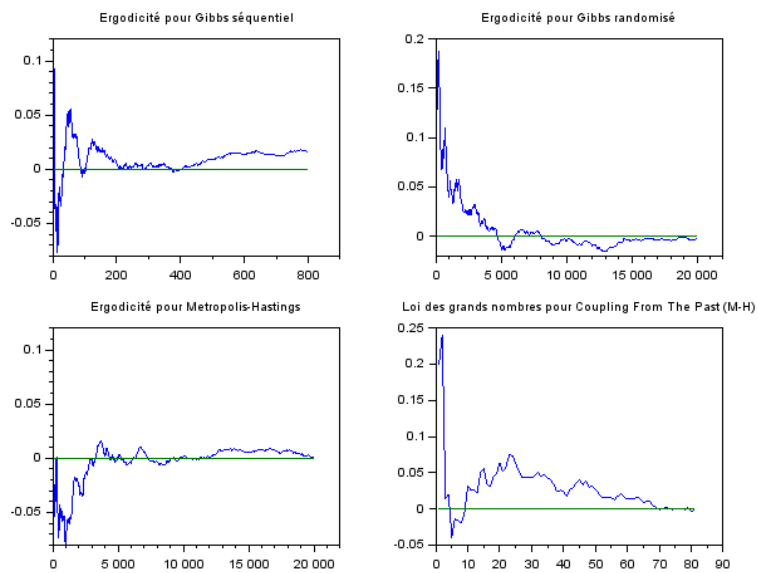 Ergodicité pour Gibbs séquentiel
0.1
0.05
0
-0.05
0 200 400 600 800
Ergodicité pour Gibbs randomisé
0.2
0.15
0.1
0.05
0
0 5 000 10 000 15 000 20 000
Ergodicité pour Metropolis-Hastings
0.1
0.05
0
-0.05
0 5 000 10 000 15 000 20 000
Loi des grands nombres pour Coupling From The Past (M-H)
0.25
0.2
0.15
0.1
0.05
0
-0.05
0 10 20 30 40 50 60 70 80 90